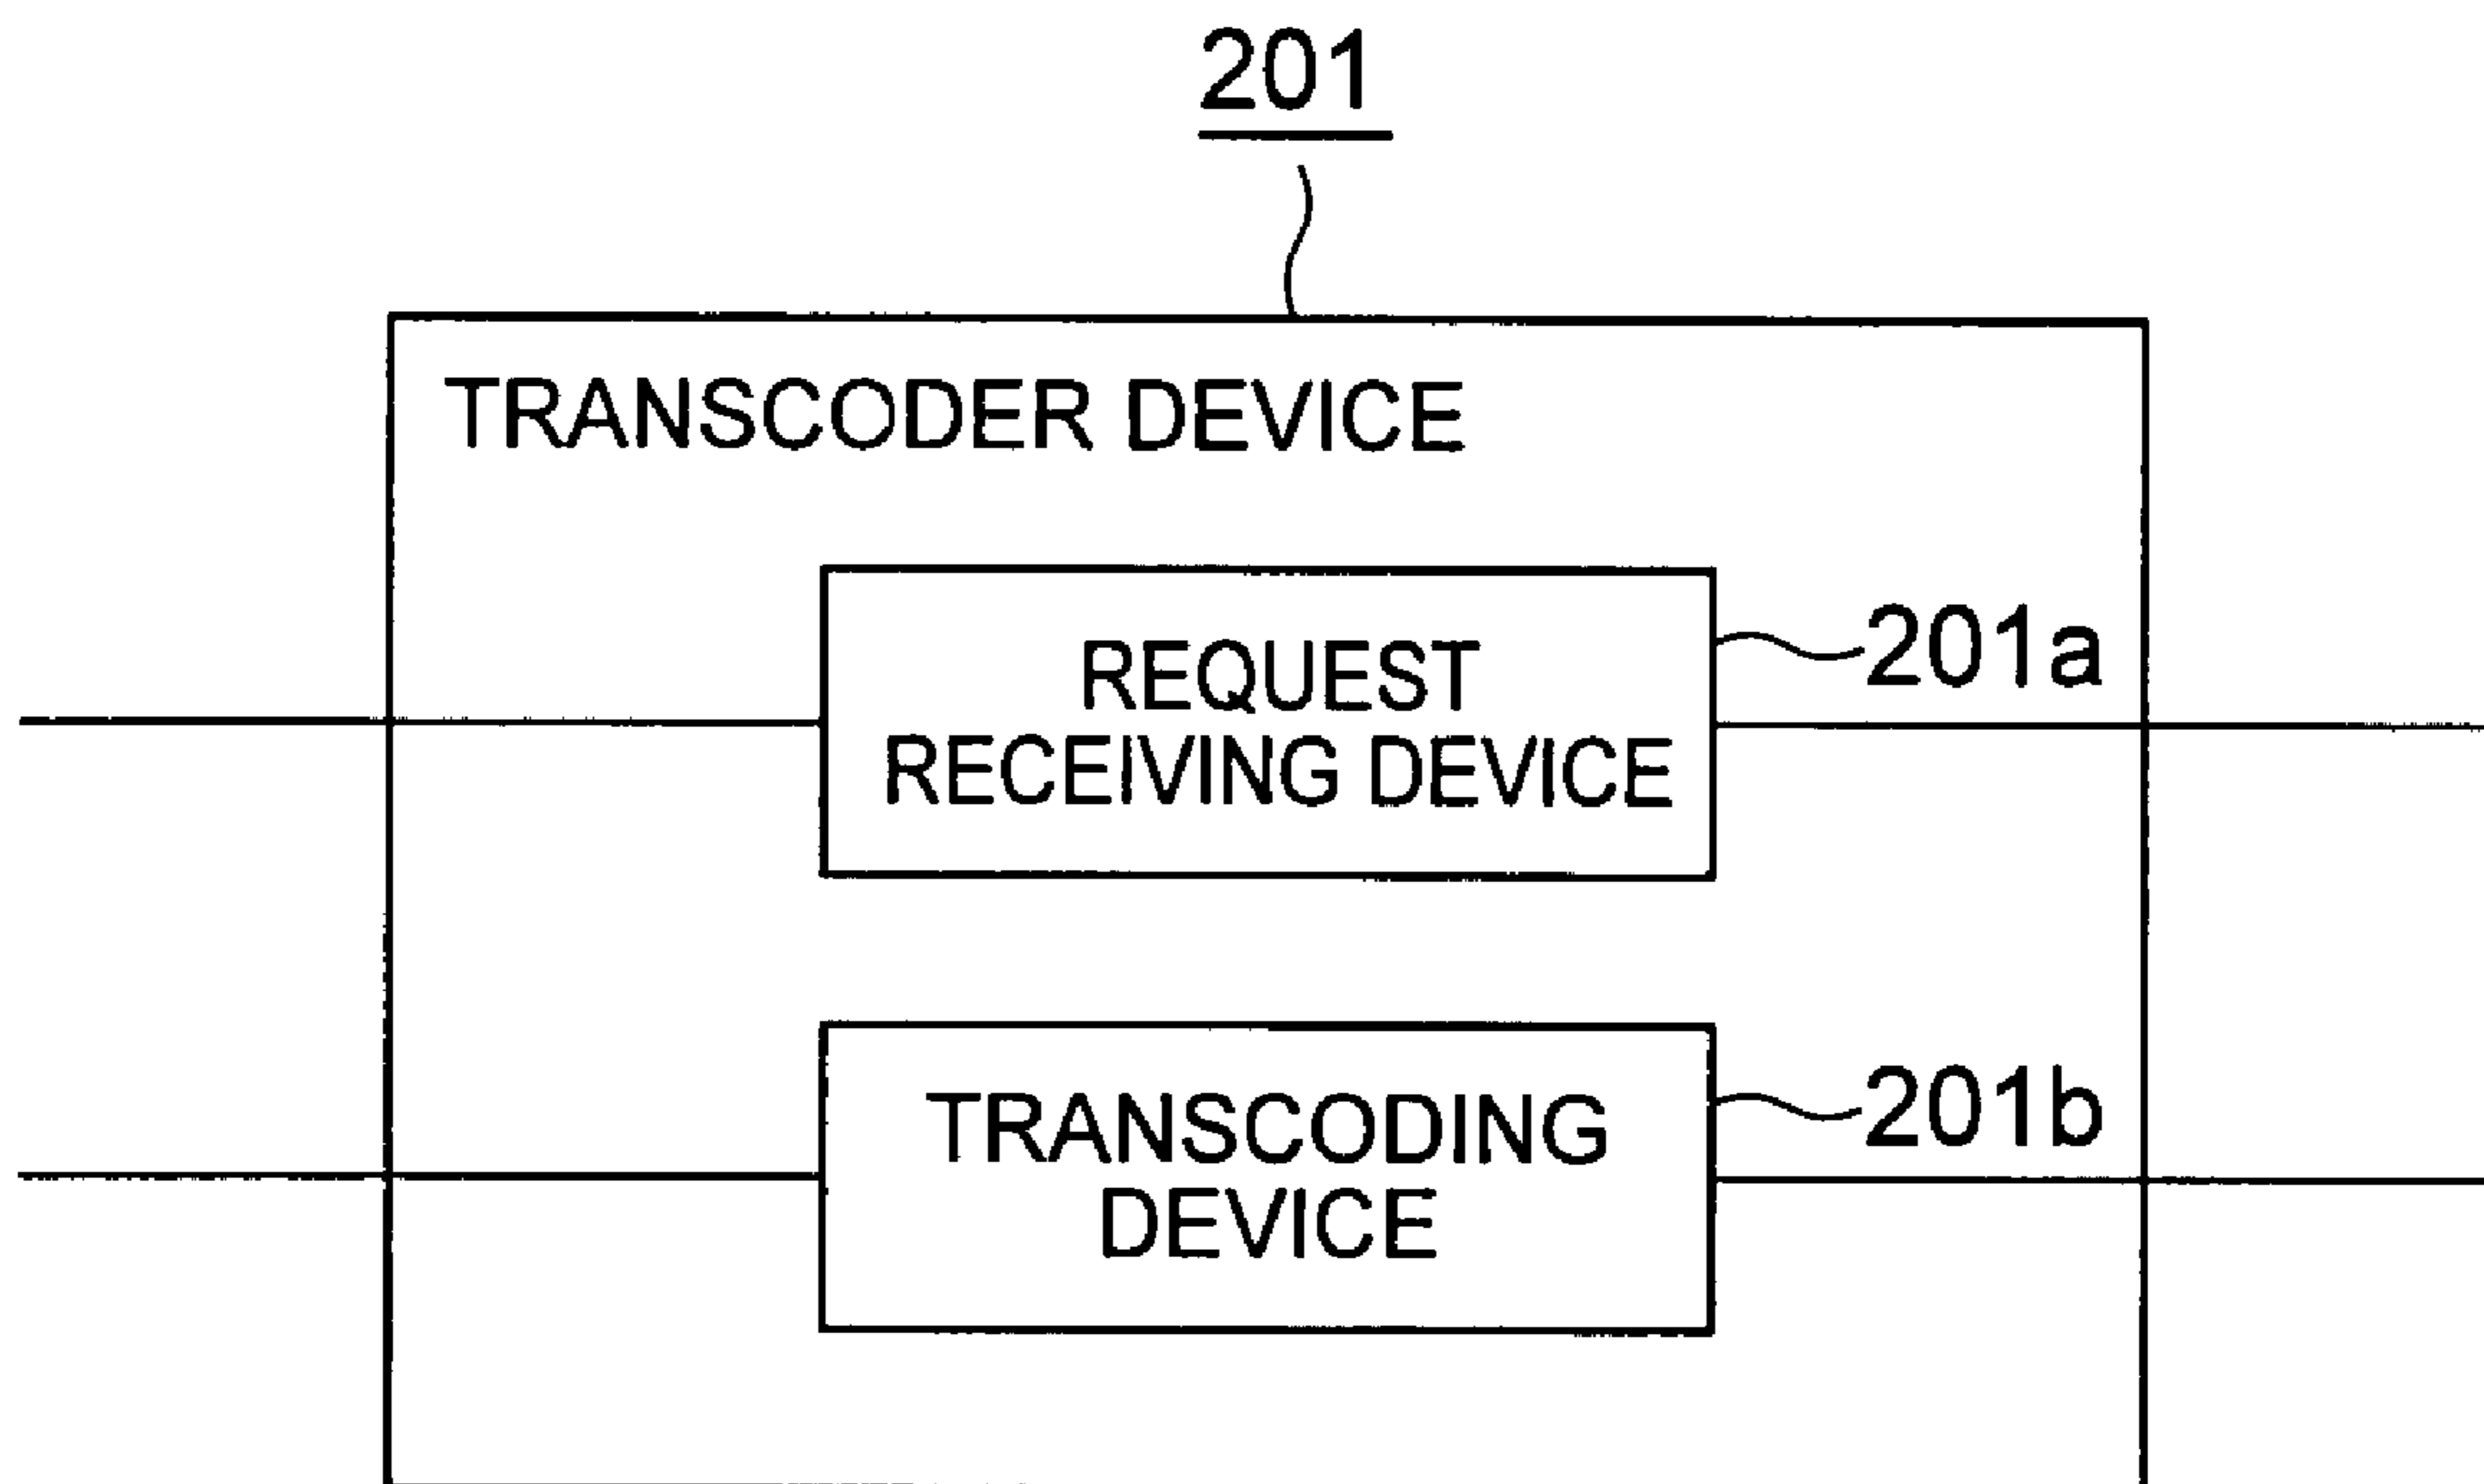 201
TRANSCODER DEVICE
REQUEST
RECEIVING DEVICE
201a
TRANSCODING
DEVICE
201b